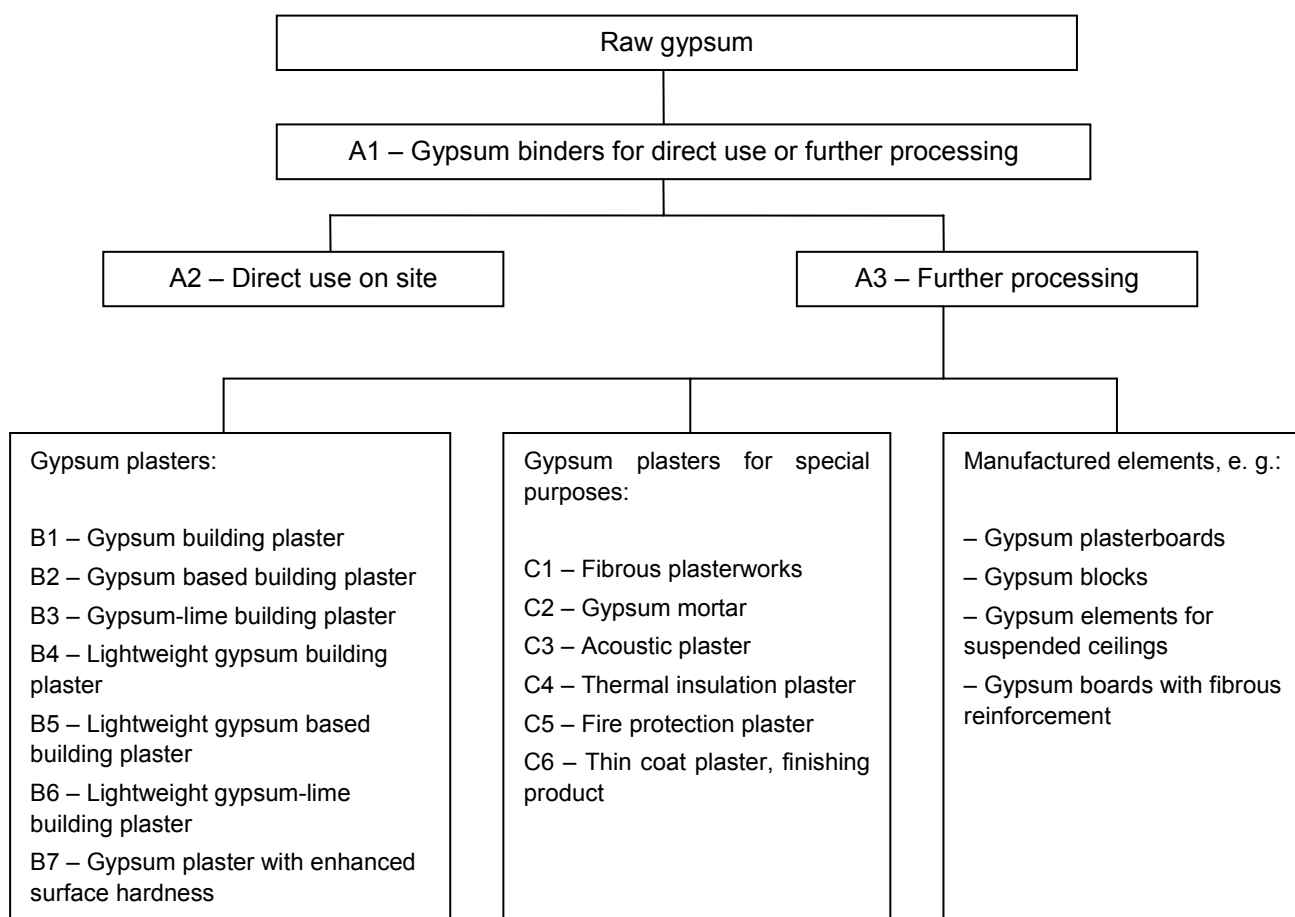 Raw gypsum
A1 – Gypsum binders for direct use or further processing
A2 – Direct use on site
A3 – Further processing
Gypsum plasters:
B1 – Gypsum building plaster
B2 – Gypsum based building plaster
B3 – Gypsum-lime building plaster
B4 – Lightweight gypsum building
plaster
B5 – Lightweight gypsum based
building plaster
B6 – Lightweight gypsum-lime
building plaster
B7 – Gypsum plaster with enhanced
surface hardness
Gypsum plasters for special
purposes:
C1 – Fibrous plasterworks
C2 – Gypsum mortar
C3 – Acoustic plaster
C4 – Thermal insulation plaster
C5 – Fire protection plaster
C6 – Thin coat plaster, finishing
product
Manufactured elements, e. g.:
– Gypsum plasterboards
– Gypsum blocks
– Gypsum elements for
suspended ceilings
– Gypsum boards with fibrous
reinforcement